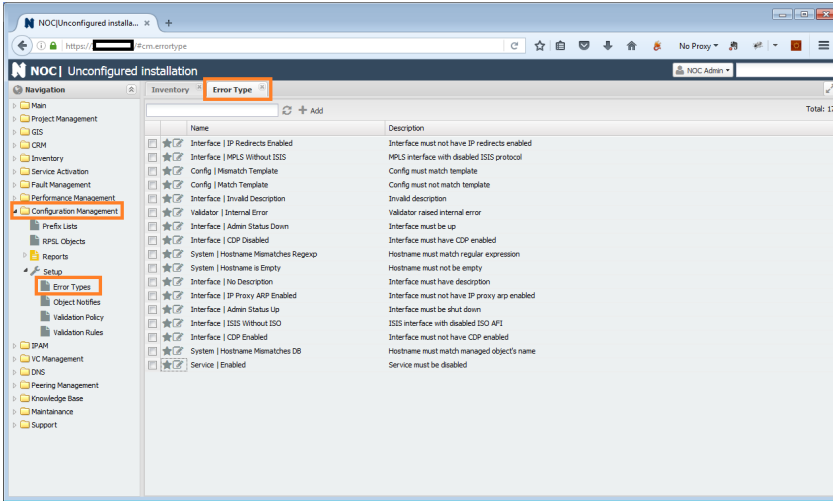 NOC|Unconfigured installa... × +
https:// /#cm.errortype
No Proxy
NOC| Unconfigured installation
NOC Admin
Navigation
Inventory
Error Type
Main
Project Management
GIS
CRM
Inventory
Service Activation
Fault Management
Performance Management
Configuration Management
Prefix Lists
RPSL Objects
Reports
Setup
Error Types
Object Notifies
Validation Policy
Validation Rules
IPAM
VC Management
DNS
Peering Management
Knowledge Base
Maintainance
Support
+ Add
Total: 17
Name Description
Interface | IP Redirects Enabled Interface must not have IP redirects enabled
Interface | MPLS Without ISIS MPLS interface with disabled ISIS protocol
Config | Mismatch Template Config must match template
Config | Match Template Config must not match template
Interface | Invalid Description Invalid description
Validator | Internal Error Validator raised internal error
Interface | Admin Status Down Interface must be up
Interface | CDP Disabled Interface must have CDP enabled
System | Hostname Mismatches Regexp Hostname must match regular expression
System | Hostname is Empty Hostname must not be empty
Interface | No Description Interface must have desciption
Interface | IP Proxy ARP Enabled Interface must not have IP proxy arp enabled
Interface | Admin Status Up Interface must be shut down
Interface | ISIS Without ISO ISIS interface with disabled ISO AFI
Interface | CDP Enabled Interface must not have CDP enabled
System | Hostname Mismatches DB Hostname must match managed object's name
Service | Enabled Service must be disabled